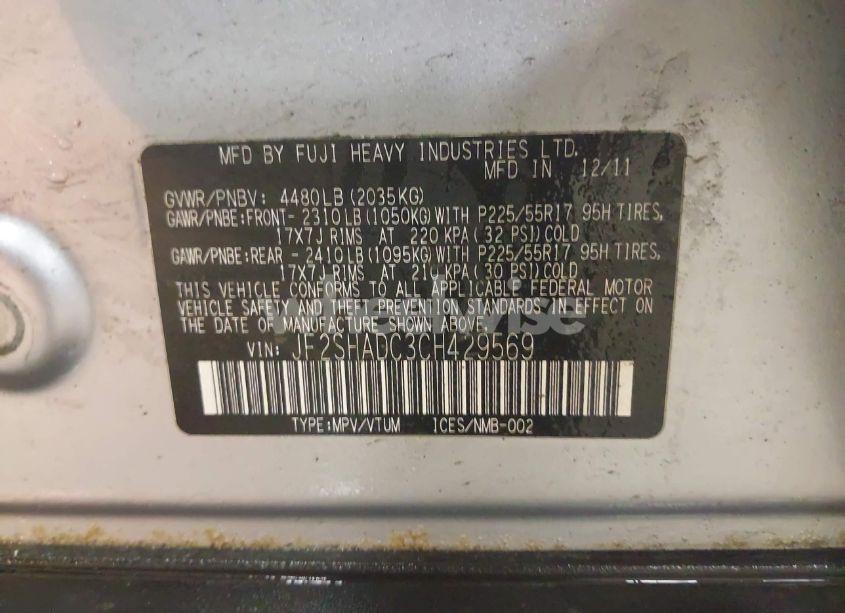 MFD BY FUJI HEAVY INDUSTRIES LTD.
MFD IN 12/11
GVWR/PNBV: 4480LB (2035KG)
GAWR/PNBE:FRONT- 2310LB (1050KG) WITH P225/55R17 95H TIRES,
17X7J RIMS AT 220 KPA (32 PSI) COLD
GAWR/PNBE:REAR - 2410LB (1095KG) WITH P225/55R17 95H TIRES,
17X7J RIMS AT 210 KPA (30 PSI) COLD
THIS VEHICLE CONFORMS TO ALL APPLICABLE FEDERAL MOTOR
VEHICLE SAFETY AND THEFT PREVENTION STANDARDS IN EFFECT ON
THE DATE OF MANUFACTURE SHOWN ABOVE.
VIN: JF2SHADC3CH429569
TYPE:MPV/VTUM ICES/NMB-002